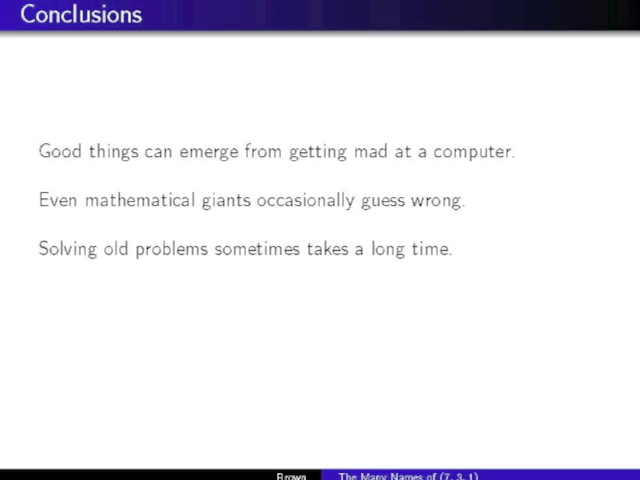 Conclusions
Good things can emerge from getting mad at a computer.
Even mathematical giants occasionally guess wrong.
Solving old problems sometimes takes a long time.
Brown
The Many Names of (7, 3, 1)